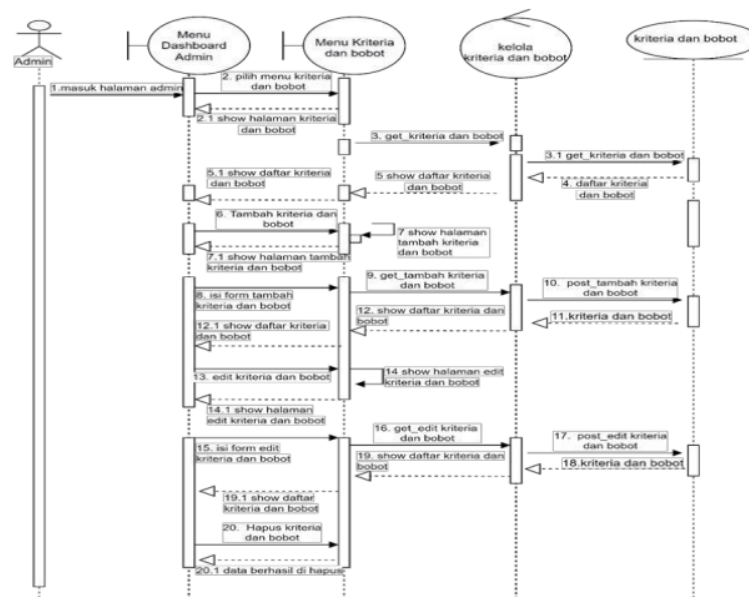 Menu
Dashboard
Admin
Menu Kriteria
dan bobot
kelola
kriteria dan bobot
kriteria dan bobot
Admin
1.masuk halaman admin
2. pilih menu kriteria
dan bobot
2.1 show halaman kriteria
dan bobot
3. get_kriteria dan bobot
3.1 get_kriteria dan bobot
4. daftar kriteria
dan bobot
5 show daftar kriteria
dan bobot
5.1 show daftar kriteria
dan bobot
6. Tambah kriteria dan
bobot
7 show halaman
tambah kriteria
dan bobot
7.1 show halaman tambah
kriteria dan bobot
8. isi form tambah
kriteria dan bobot
9. get_tambah kriteria
dan bobot
10. post_tambah kriteria
dan bobot
11.kriteria dan bobot
12. show daftar kriteria dan
bobot
12.1 show daftar kriteria
dan bobot
13. edit kriteria dan bobot
14 show halaman edit
kriteria dan bobot
14.1 show halaman
edit kriteria dan bobot
15. isi form edit
kriteria dan bobot
16. get_edit kriteria
dan bobot
17. post_edit kriteria
dan bobot
18.kriteria dan bobot
19. show daftar kriteria dan
bobot
19.1 show daftar
kriteria dan bobot
20. Hapus kriteria
dan bobot
20.1 data berhasil di hapus